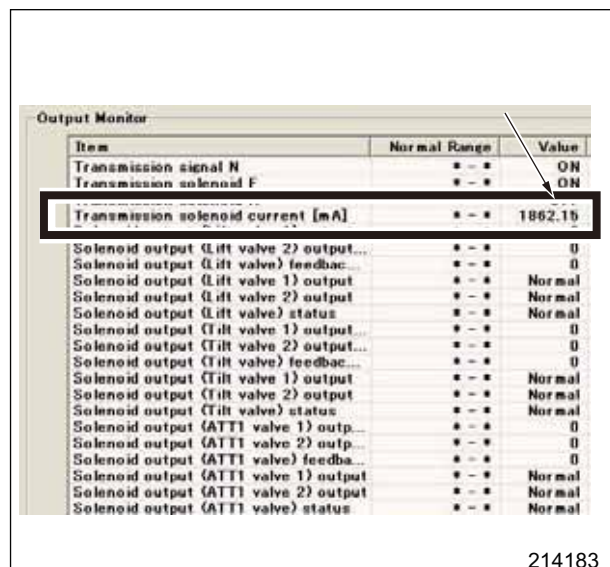 Output Monitor
Item Normal Range Value
Transmission signal N * - * ON
Transmission solenoid F * - * ON
Transmission solenoid current [mA] * - * 1862.15
Solenoid output (Lift valve 2) output... * - * 0
Solenoid output (Lift valve) feedbac... * - * 0
Solenoid output (Lift valve 1) output * - * Normal
Solenoid output (Lift valve 2) output * - * Normal
Solenoid output (Lift valve) status * - * Normal
Solenoid output (Tilt valve 1) output... * - * 0
Solenoid output (Tilt valve 2) output... * - * 0
Solenoid output (Tilt valve) feedbac... * - * 0
Solenoid output (Tilt valve 1) output * - * Normal
Solenoid output (Tilt valve 2) output * - * Normal
Solenoid output (Tilt valve) status * - * Normal
Solenoid output (ATT1 valve 1) outp... * - * 0
Solenoid output (ATT1 valve 2) outp... * - * 0
Solenoid output (ATT1 valve) feedba... * - * 0
Solenoid output (ATT1 valve 1) output * - * Normal
Solenoid output (ATT1 valve 2) output * - * Normal
Solenoid output (ATT1 valve) status * - * Normal
214183